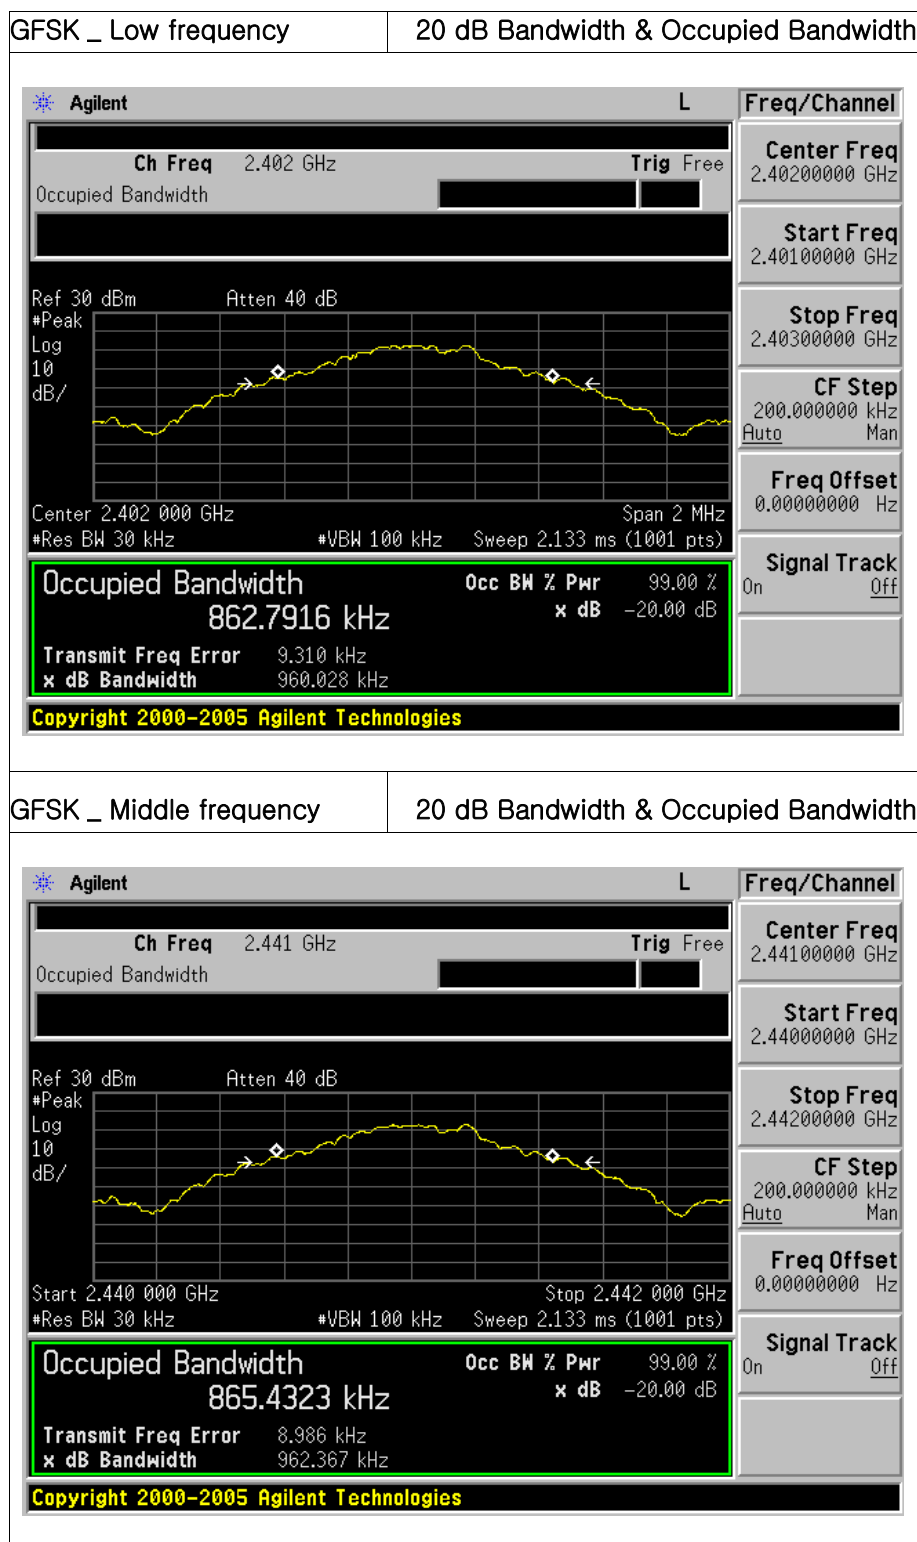 GFSK _ Low frequency 20 dB Bandwidth & Occupied Bandwidth
Agilent L Freq/Channel
Ch Freq 2.402 GHz Trig Free
Occupied Bandwidth
Center Freq
2.40200000 GHz
Start Freq
2.40100000 GHz
Stop Freq
2.40300000 GHz
CF Step
200.000000 kHz
Auto Man
Freq Offset
0.00000000 Hz
Signal Track
On Off
Ref 30 dBm Atten 40 dB
#Peak
Log
10
dB/
Center 2.402 000 GHz Span 2 MHz
#Res BW 30 kHz #VBW 100 kHz Sweep 2.133 ms (1001 pts)
Occupied Bandwidth Occ BW % Pwr 99.00 %
862.7916 kHz x dB -20.00 dB
Transmit Freq Error 9.310 kHz
x dB Bandwidth 960.028 kHz
Copyright 2000-2005 Agilent Technologies
GFSK _ Middle frequency 20 dB Bandwidth & Occupied Bandwidth
Agilent L Freq/Channel
Ch Freq 2.441 GHz Trig Free
Occupied Bandwidth
Center Freq
2.44100000 GHz
Start Freq
2.44000000 GHz
Stop Freq
2.44200000 GHz
CF Step
200.000000 kHz
Auto Man
Freq Offset
0.00000000 Hz
Signal Track
On Off
Ref 30 dBm Atten 40 dB
#Peak
Log
10
dB/
Start 2.440 000 GHz Stop 2.442 000 GHz
#Res BW 30 kHz #VBW 100 kHz Sweep 2.133 ms (1001 pts)
Occupied Bandwidth Occ BW % Pwr 99.00 %
865.4323 kHz x dB -20.00 dB
Transmit Freq Error 8.986 kHz
x dB Bandwidth 962.367 kHz
Copyright 2000-2005 Agilent Technologies